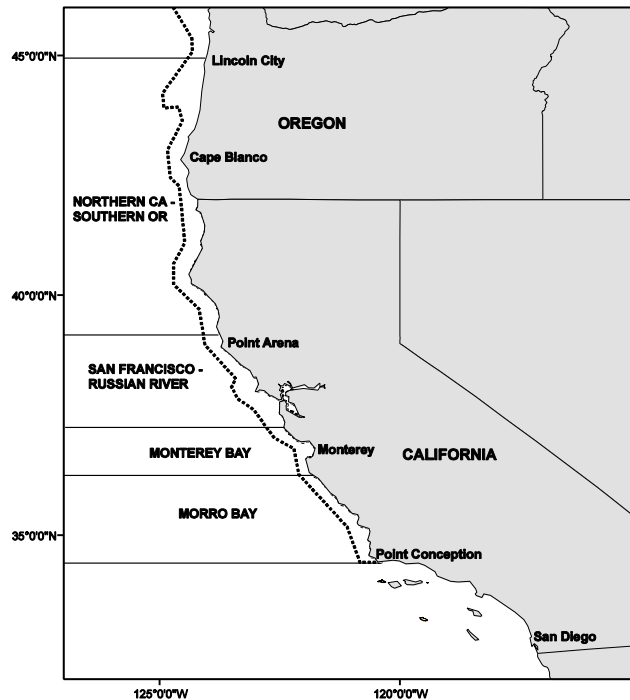 45°0'0"N
Lincoln City
OREGON
Cape Blanco
NORTHERN CA -
SOUTHERN OR
40°0'0"N
Point Arena
SAN FRANCISCO -
RUSSIAN RIVER
Monterey
MONTEREY BAY
CALIFORNIA
MORRO BAY
35°0'0"N
Point Conception
San Diego
125°0'0"W
120°0'0"W